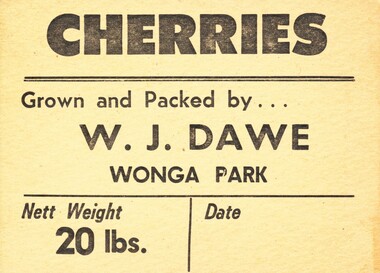 CHERRIES
Grown and Packed by...
W. J. DAWE
WONGA PARK
Nett Weight
Date
20 lbs.